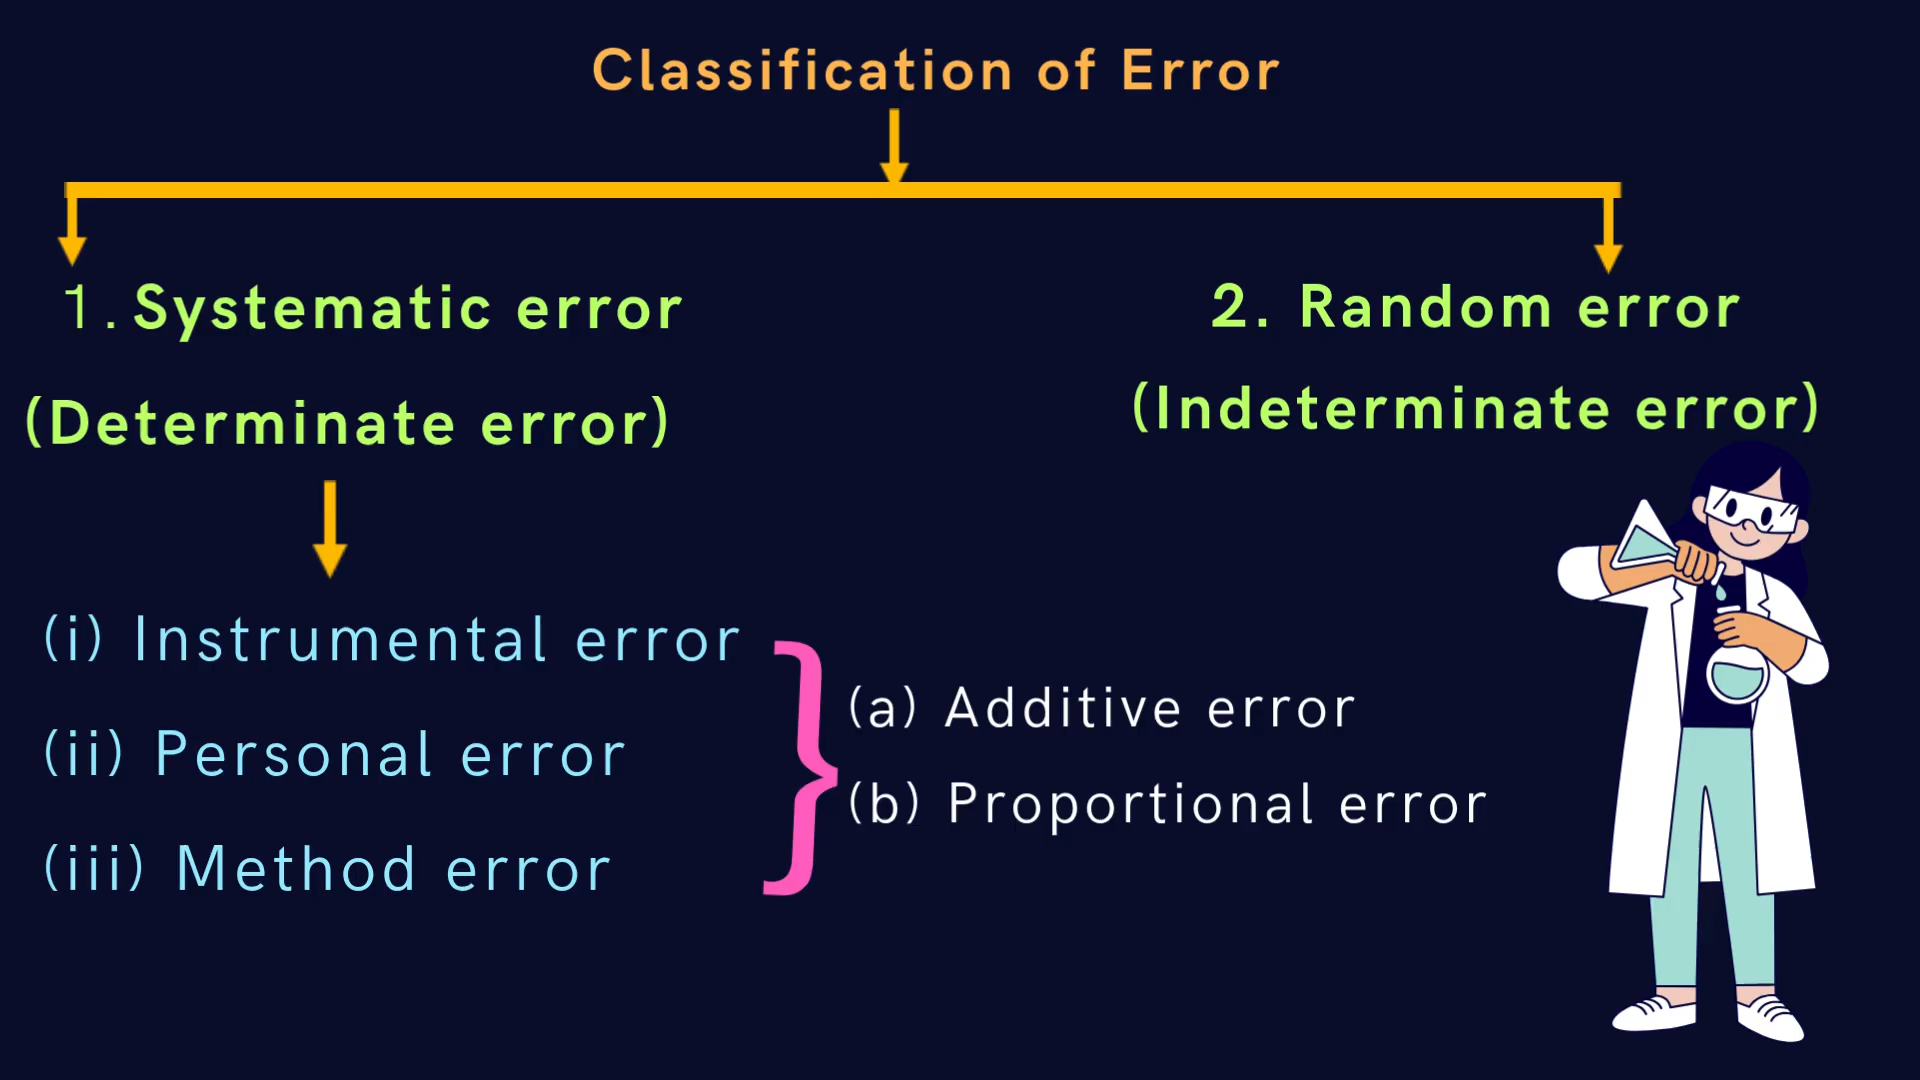 Classification of Error
1. Systematic error
(Determinate error)
2. Random error
(Indeterminate error)
(i) Instrumental error
(ii) Personal error
(iii) Method error
(a) Additive error
(b) Proportional error